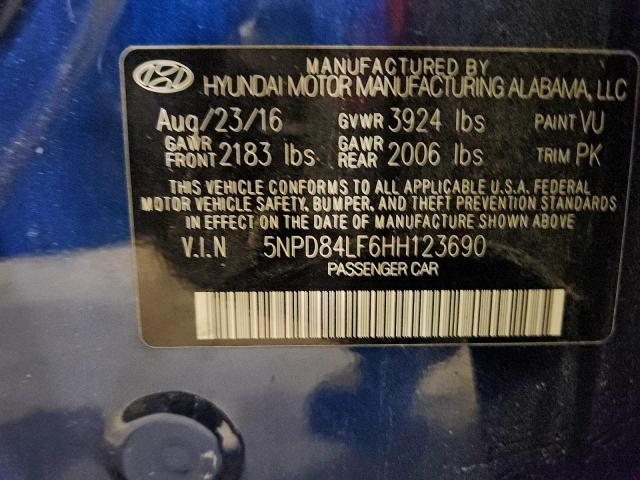 MANUFACTURED BY
HYUNDAI MOTOR MANUFACTURING ALABAMA, LLC
Aug/23/16 GVWR 3924 lbs PAINT VU
GAWR FRONT 2183 lbs GAWR REAR 2006 lbs TRIM PK
THIS VEHICLE CONFORMS TO ALL APPLICABLE U.S.A. FEDERAL
MOTOR VEHICLE SAFETY, BUMPER, AND THEFT PREVENTION STANDARDS
IN EFFECT ON THE DATE OF MANUFACTURE SHOWN ABOVE.
V.I.N 5NPD84LF6HH123690
PASSENGER CAR